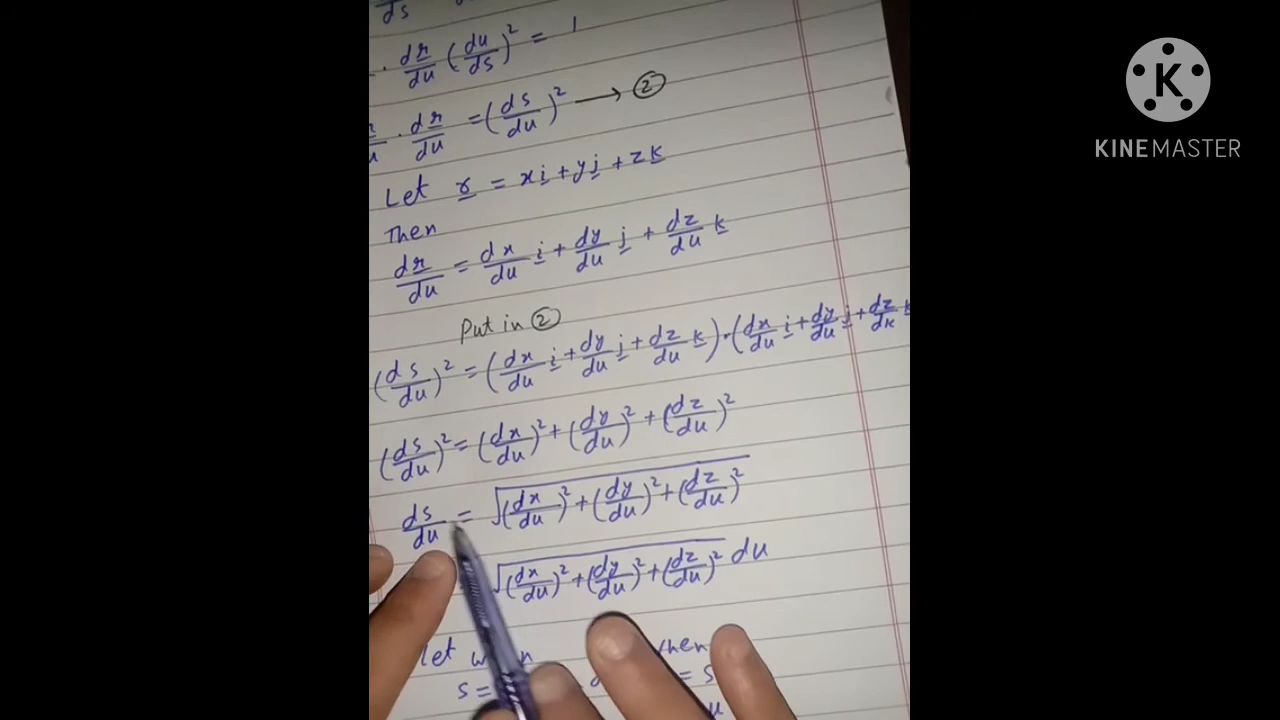 ds
. dr/du (du/ds)² = 1
. dr/du = (ds/du)² → ②
Let r = xi + yj + zk
Then
dr/du = dx/du i + dy/du j + dz/du k
Put in ②
(ds/du)² = (dx/du i + dy/du j + dz/du k) . (dx/du i + dy/du j + dz/dk k
(ds/du)² = (dx/du)² + (dy/du)² + (dz/du)²
ds/du = √((dx/du)² + (dy/du)² + (dz/du)²)
√((dx/du)² + (dy/du)² + (dz/du)²) du
Let
s = = s
u
K
KINEMASTER